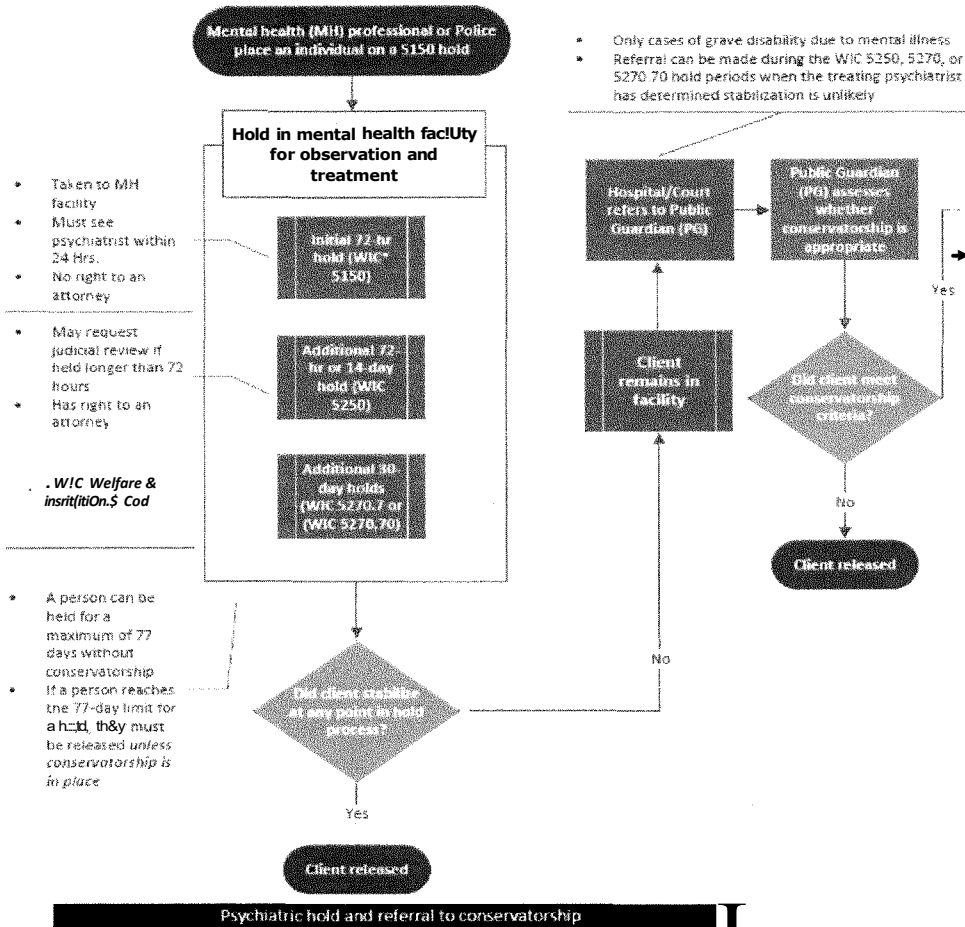 Mental health (MH) professional or Police
place an individual on a 5150 hold
• Only cases of grave disability due to mental illness
• Referral can be made during the WIC 5250, 5270, or
5270.70 hold periods when the treating psychiatrist
has determined stabilization is unlikely
Hold in mental health fac!Uty
for observation and
treatment
• Taken to MH
facility
• Must see
psychiatrist within
24 Hrs.
• No right to an
attorney
Initial 72-hr
hold (WIC*
5150)
• May request
judicial review if
held longer than 72
hours
• Has right to an
attorney
Additional 72-
hr or 14-day
hold (WIC
5250)
. . W!C Welfare &
insrit(itiOn.$ Cod
Additional 30-
day holds
(WIC 5270.7 or
(WIC 5270.70)
• A person can be
held for a
maximum of 77
days without
conservatorship
• If a person reaches
the 77-day limit for
a h:::;td, th&y must
be released unless
conservatorship is
in place
Did client stabilize
at any point in hold
process?
Yes
Client released
No
Client
remains in
facility
Hospital/Court
refers to Public
Guardian (PG)
Public Guardian
(PG) assesses
whether
conservatorship is
appropriate
Yes
Did client meet
conservatorship
criteria?
No
Client released
Psychiatric hold and referral to conservatorship